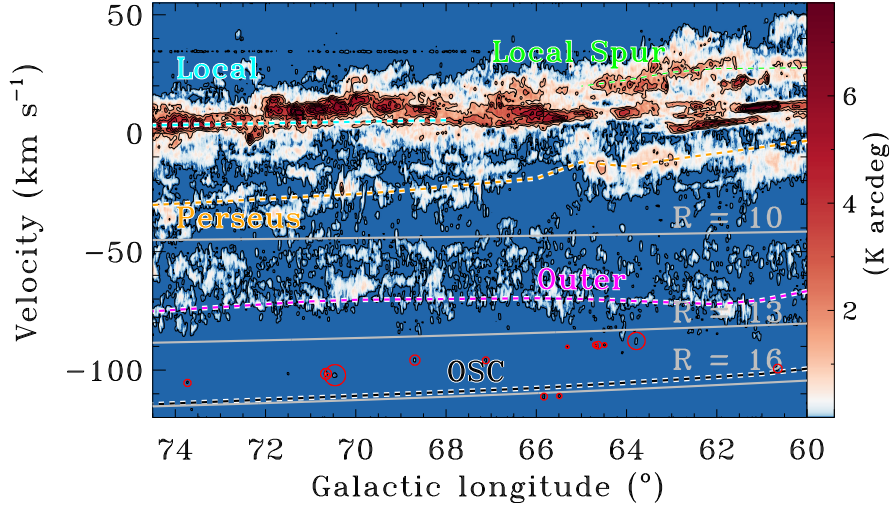 50
0
−50
−100
Velocity (km s⁻¹)
Local Spur
Local
Perseus
R = 10
Outer
R = 13
R = 16
OSC
6
4
2
(K arcdeg)
74 72 70 68 66 64 62 60
Galactic longitude (°)